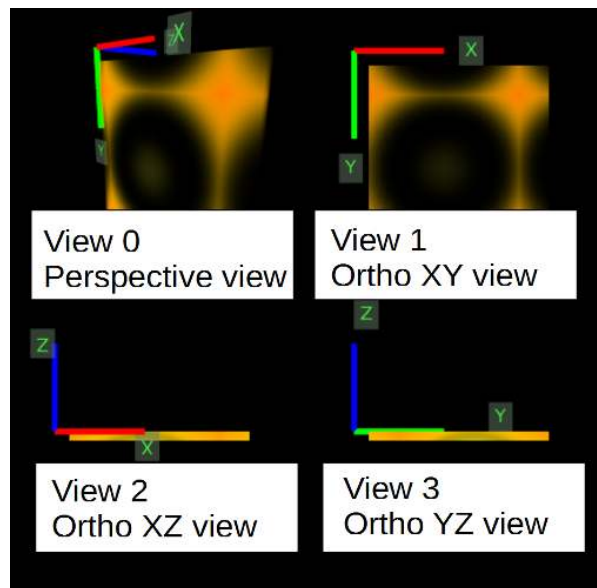 X
Z
Y
X
Y
View 0
Perspective view
View 1
Ortho XY view
Z
X
Z
Y
View 2
Ortho XZ view
View 3
Ortho YZ view